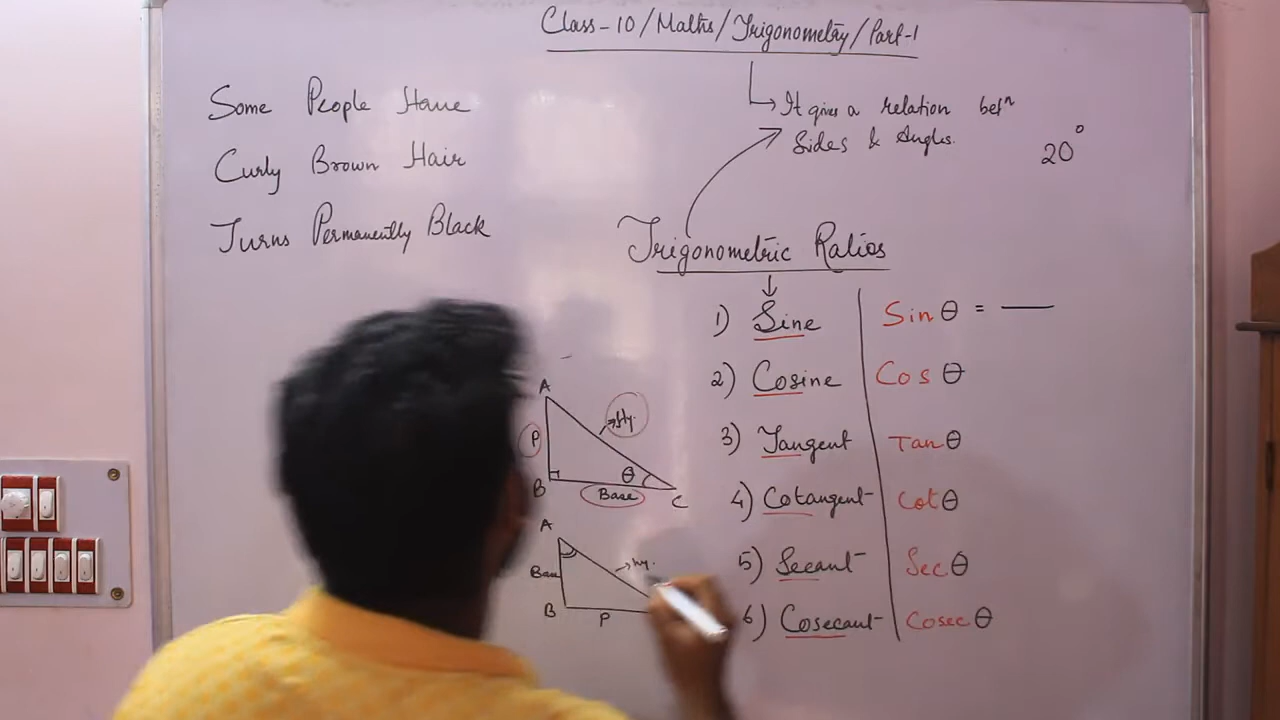 Class-10/Maths/Trigonometry/Part-1
Some People Have
Curly Brown Hair
Turns Permanently Black
It gives a relation betn
Sides & Angles.
20°
Trigonometric Ratios
1) Sine
2) Cosine
3) Tangent
4) Cotangent
5) Secant
6) Cosecant
Sin θ =
Cos θ
Tan θ
Cot θ
Sec θ
Cosec θ
A
Hy.
P
θ
B
Base
C
A
Base
hy.
B
P